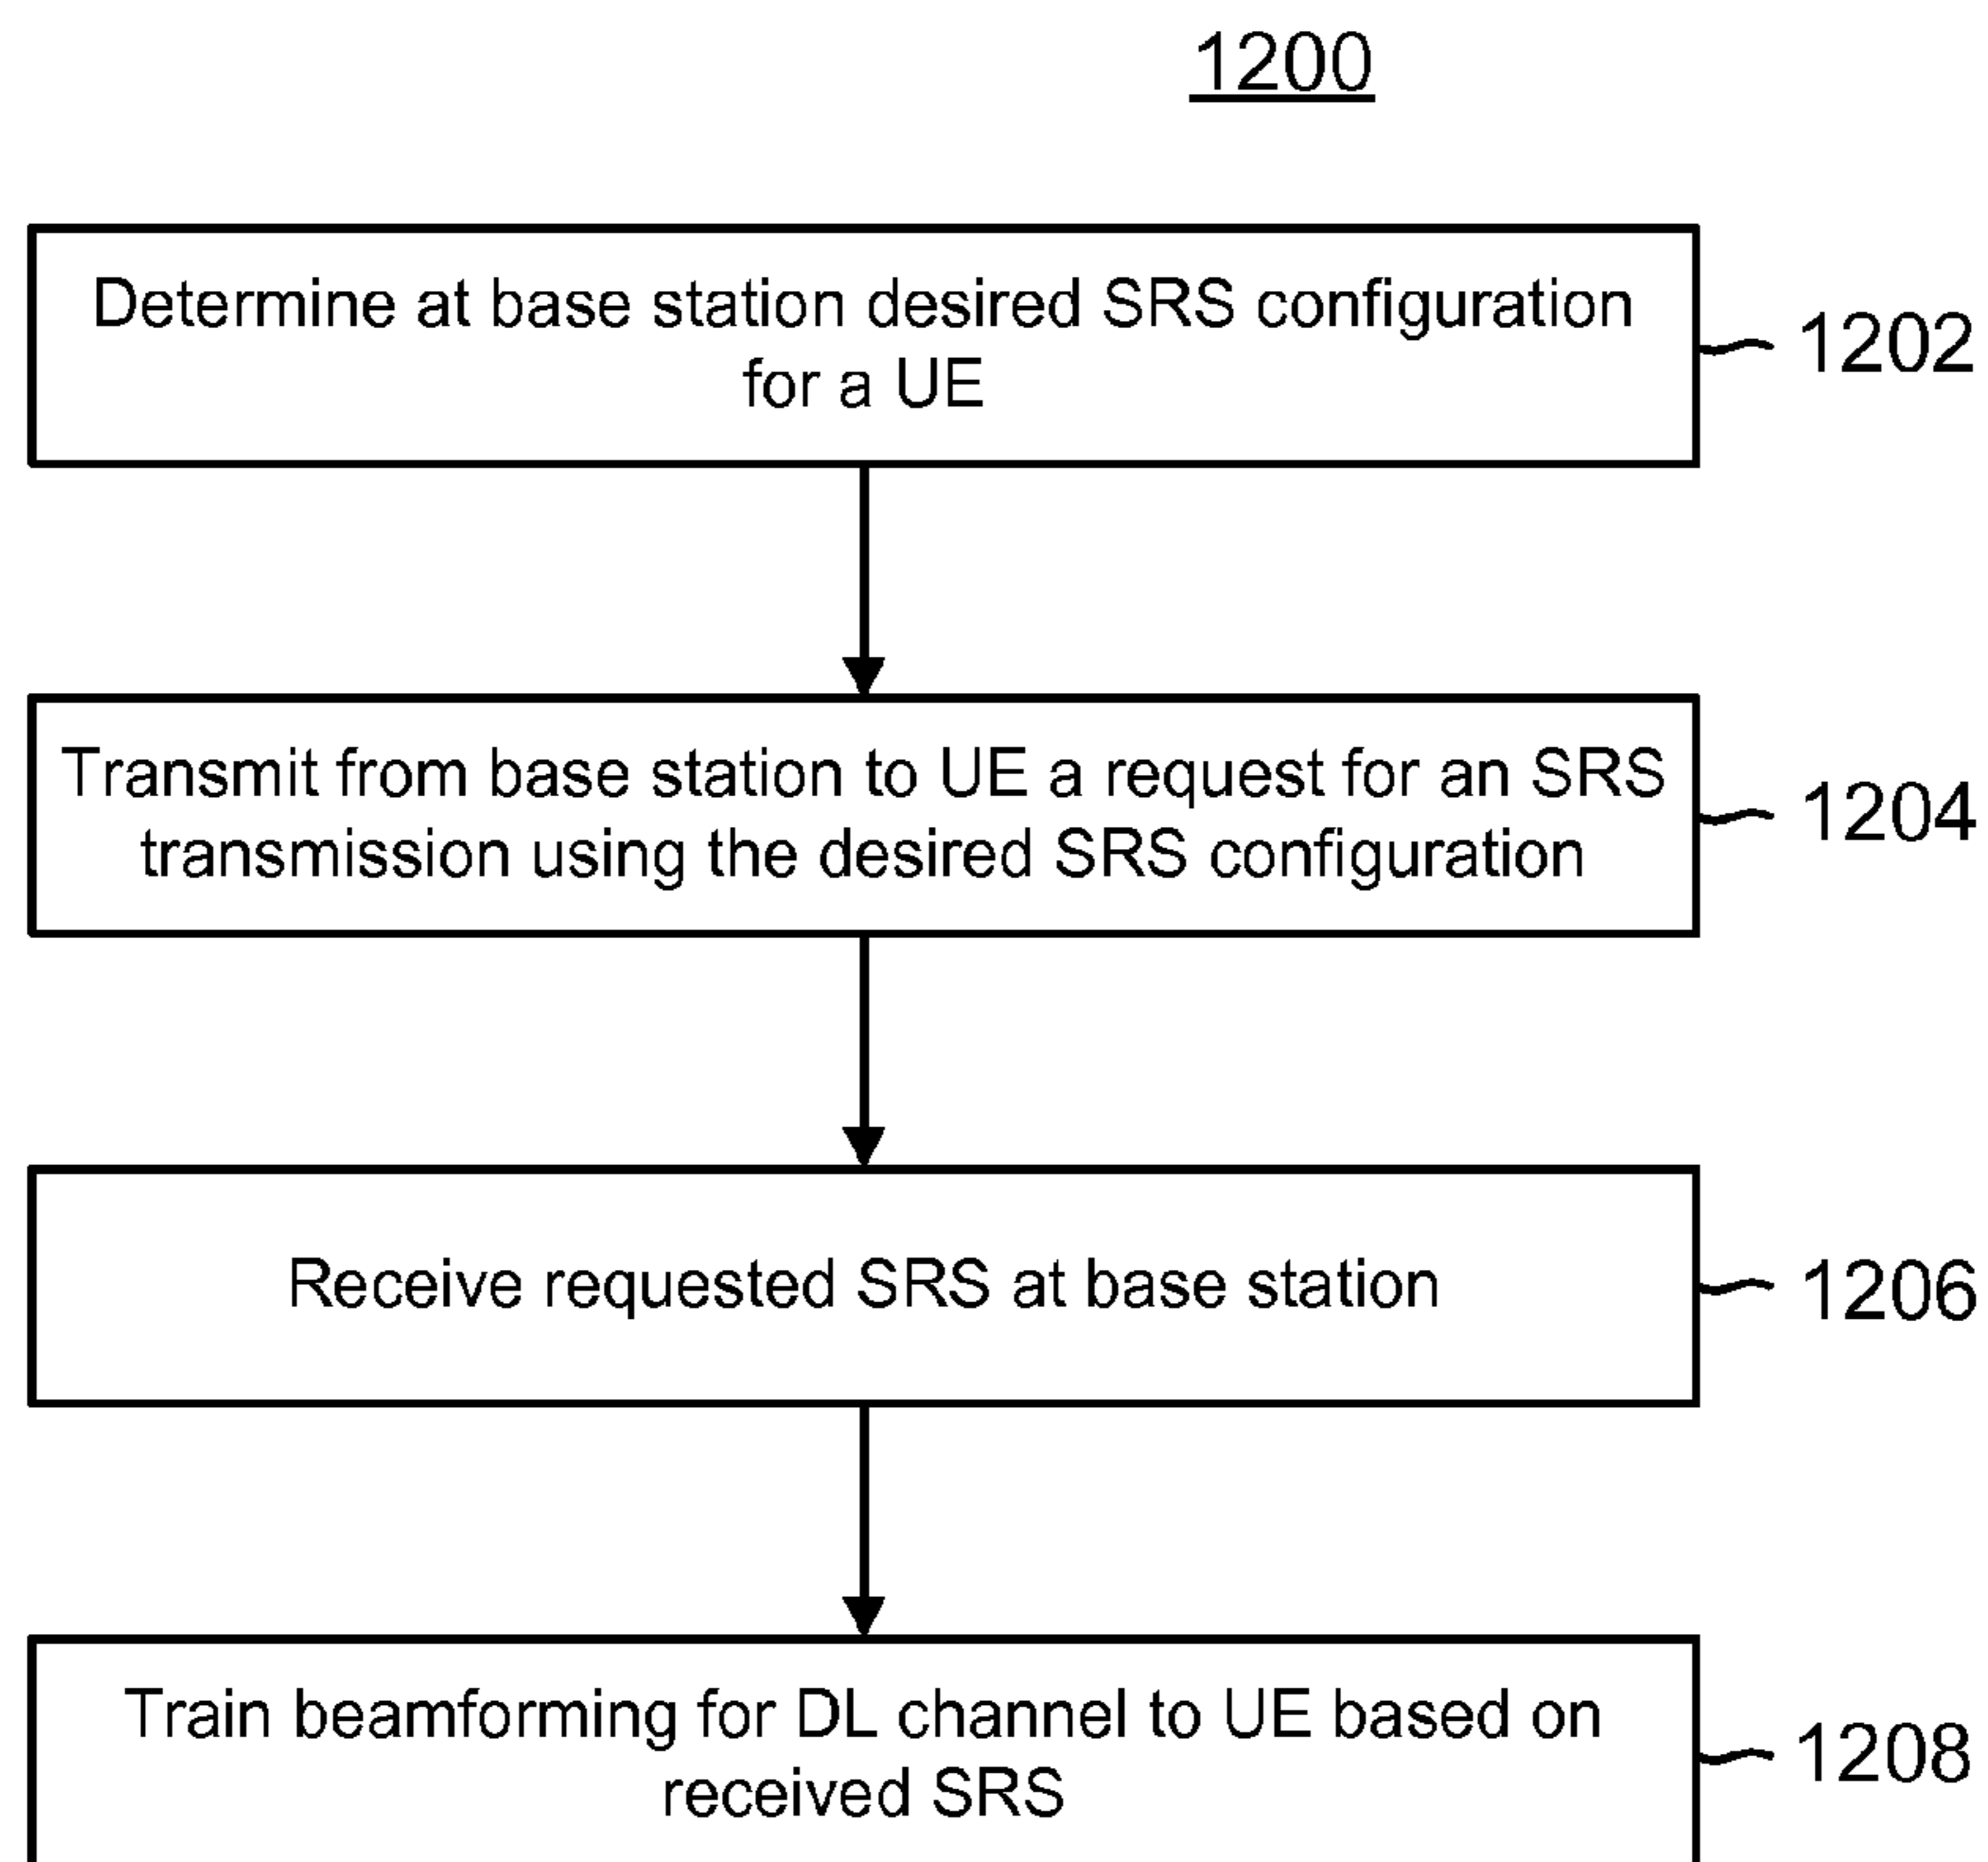 1200
Determine at base station desired SRS configuration
for a UE
1202
Transmit from base station to UE a request for an SRS
transmission using the desired SRS configuration
1204
Receive requested SRS at base station
1206
Train beamforming for DL channel to UE based on
received SRS
1208